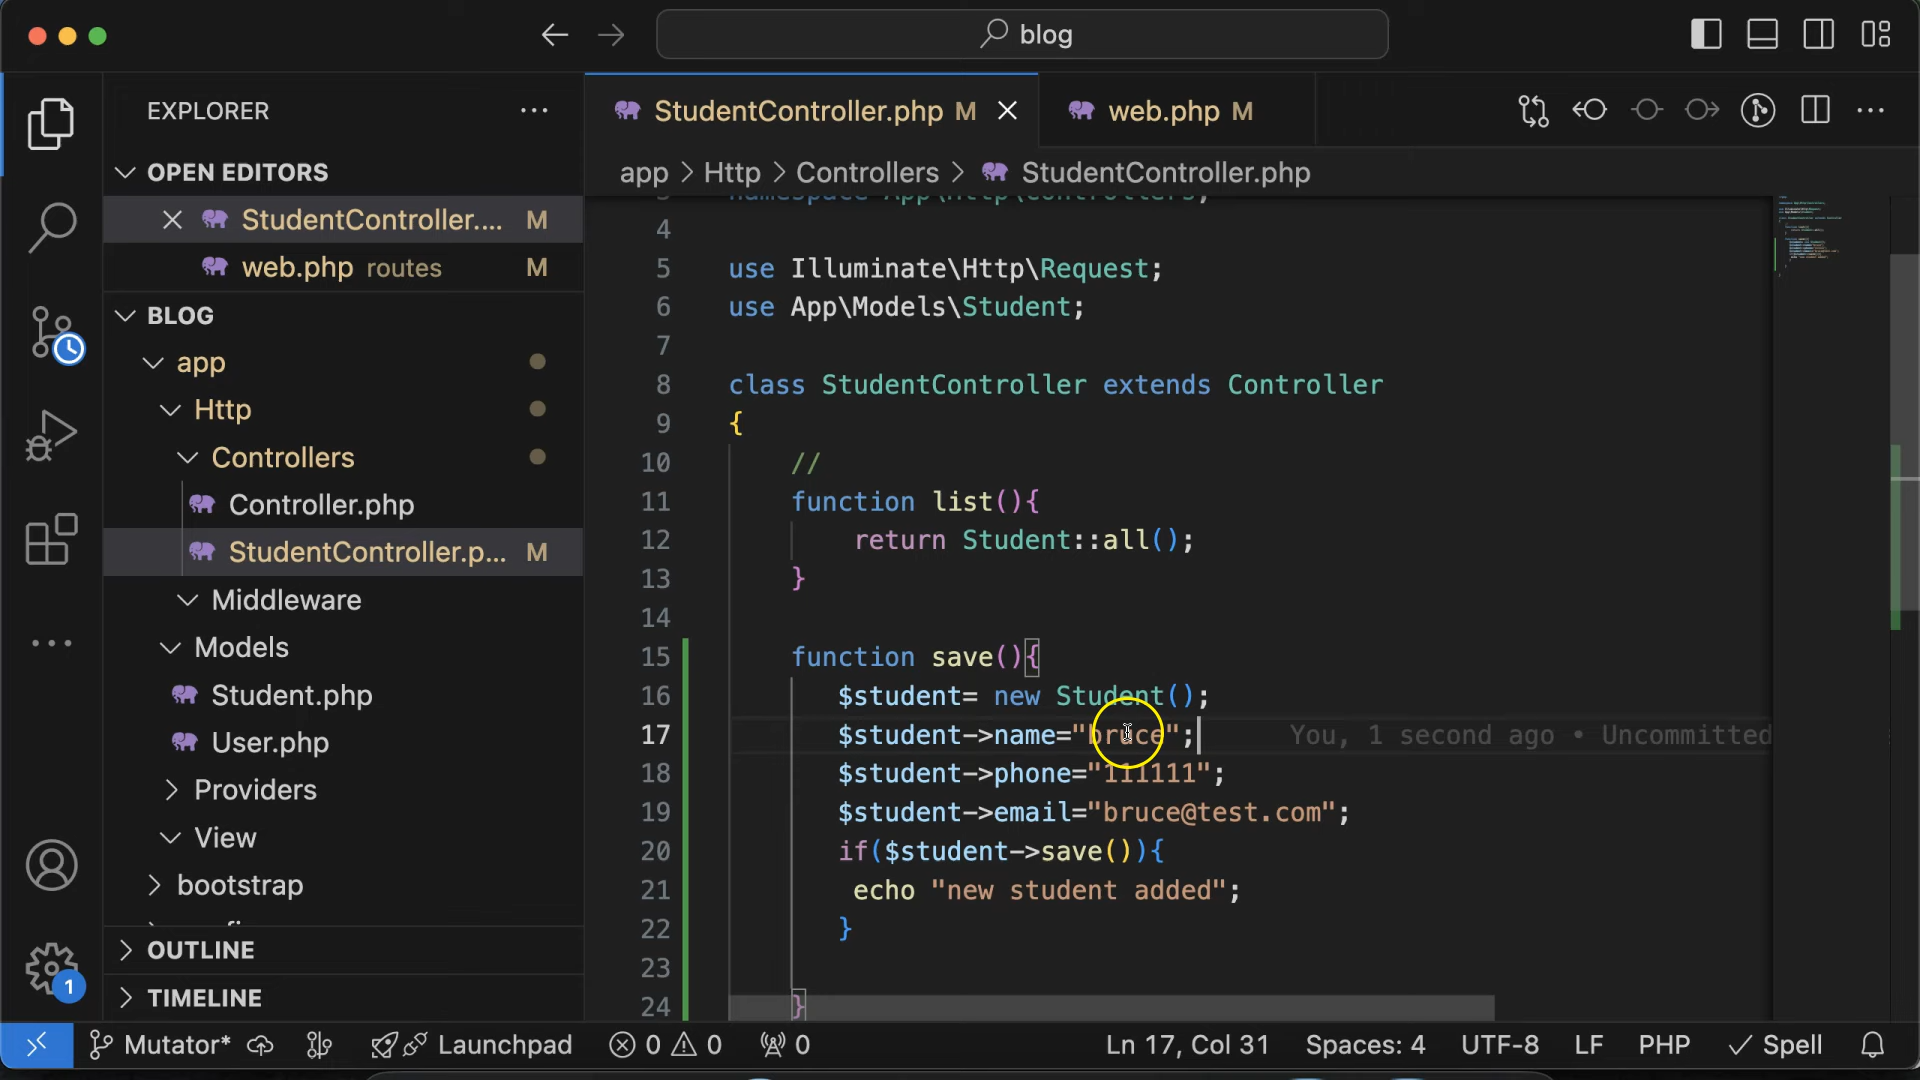 blog
EXPLORER
StudentController.php M
web.php M
OPEN EDITORS
app > Http > Controllers > StudentController.php
StudentController.... M
web.php routes M
BLOG
app
Http
Controllers
Controller.php
StudentController.p... M
Middleware
Models
Student.php
User.php
Providers
View
bootstrap
OUTLINE
TIMELINE
3 namespace App\Http\Controllers;
4
5 use Illuminate\Http\Request;
6 use App\Models\Student;
7
8 class StudentController extends Controller
9 {
10 //
11 function list(){
12 return Student::all();
13 }
14
15 function save(){
16 $student= new Student();
17 $student->name="bruce"; You, 1 second ago • Uncommitted
18 $student->phone="111111";
19 $student->email="bruce@test.com";
20 if($student->save()){
21 echo "new student added";
22 }
23
24 }
1
Mutator* Launchpad 0 0 0 Ln 17, Col 31 Spaces: 4 UTF-8 LF PHP Spell